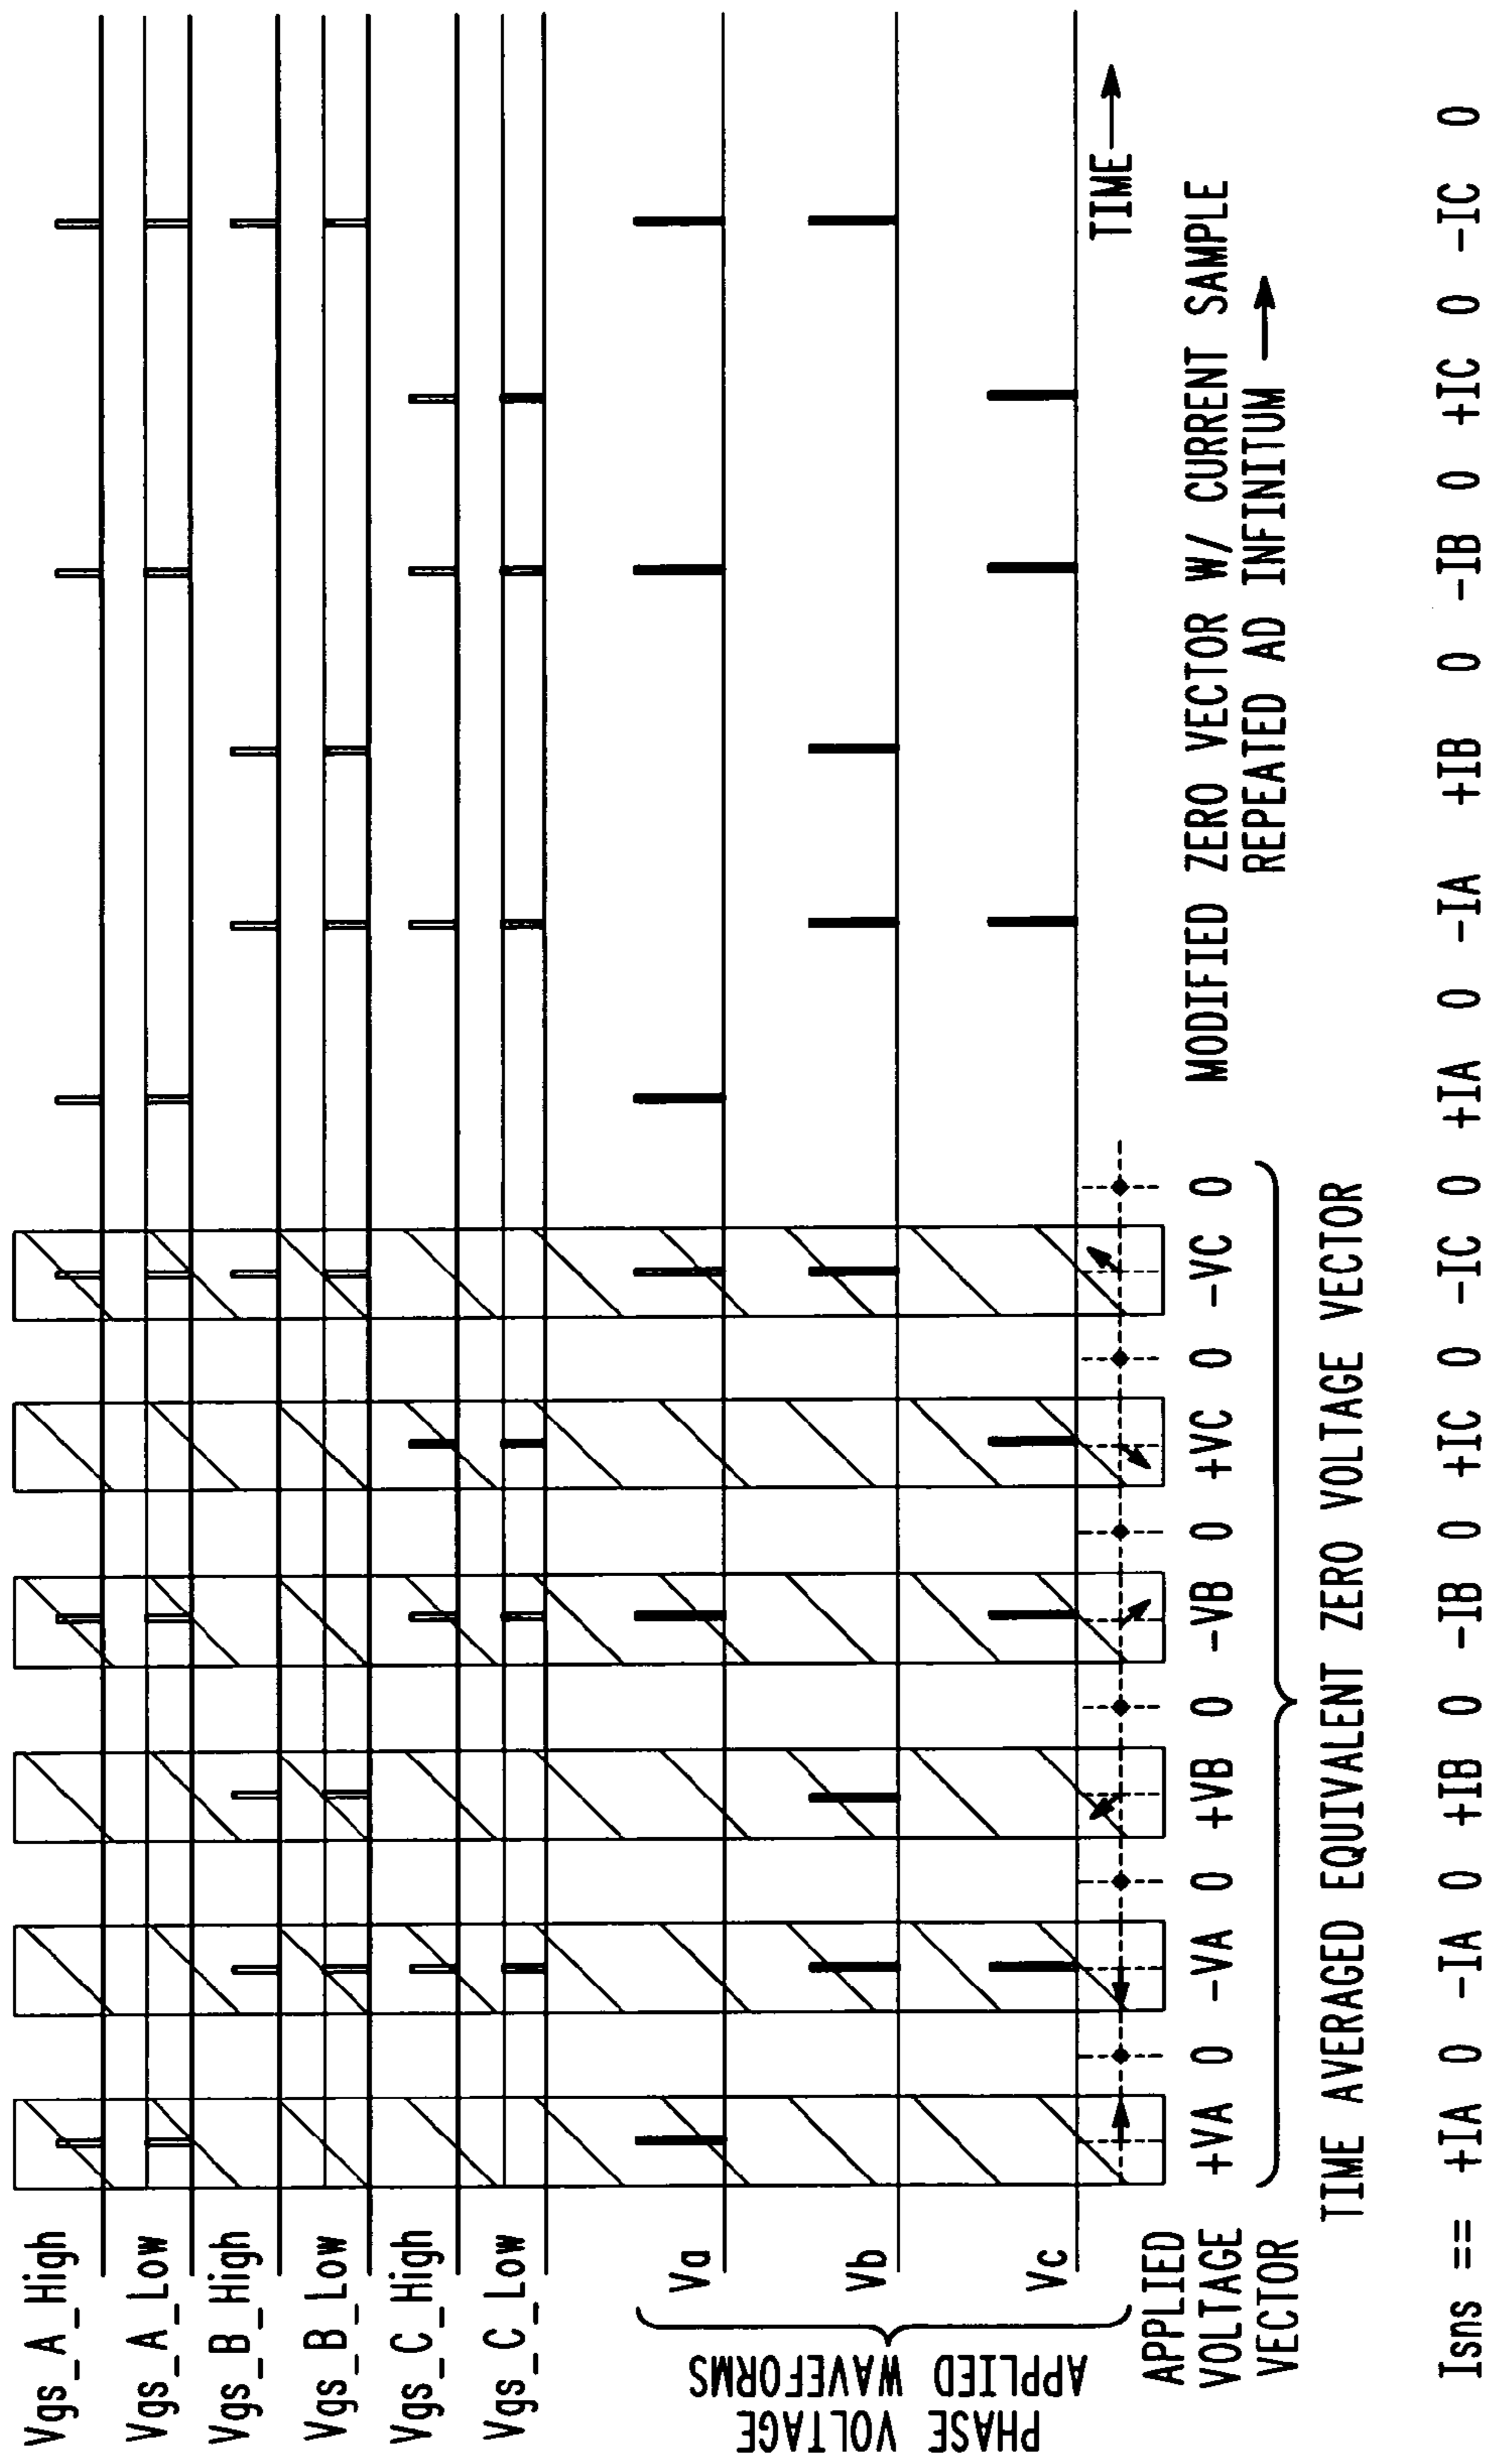 Vgs_A_High
Vgs_A_Low
Vgs_B_High
Vgs_B_Low
Vgs_C_High
Vgs_C_Low
PHASE VOLTAGE
APPLIED WAVEFORMS
Va
Vb
Vc
TIME
APPLIED
VOLTAGE
VECTOR
+VA 0 -VA 0 +VB 0 -VB 0 +VC 0 -VC 0
MODIFIED ZERO VECTOR W/ CURRENT SAMPLE
REPEATED AD INFINITUM
TIME AVERAGED EQUIVALENT ZERO VOLTAGE VECTOR
Isns == +IA 0 -IA 0 +IB 0 -IB 0 +IC 0 -IC 0 +IA 0 -IA +IB 0 -IB 0 +IC 0 -IC 0